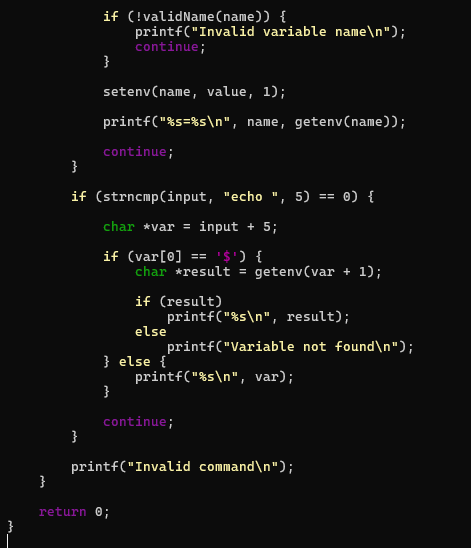 if (!validName(name)) {
printf("Invalid variable name\n");
continue;
}
setenv(name, value, 1);
printf("%s=%s\n", name, getenv(name));
continue;
}
if (strncmp(input, "echo ", 5) == 0) {
char *var = input + 5;
if (var[0] == '$') {
char *result = getenv(var + 1);
if (result)
printf("%s\n", result);
else
printf("Variable not found\n");
} else {
printf("%s\n", var);
}
continue;
}
printf("Invalid command\n");
}
return 0;
}